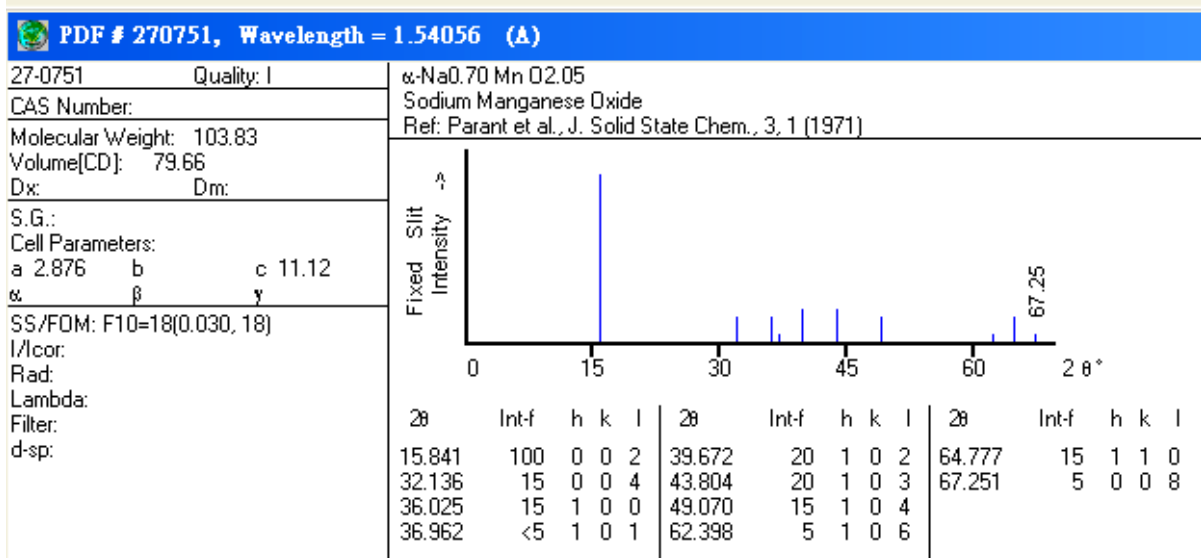 PDF # 270751, Wavelength = 1.54056 (A)
27-0751 Quality: I
CAS Number:
Molecular Weight: 103.83
Volume[CD]: 79.66
Dx: Dm:
S.G.:
Cell Parameters:
a 2.876 b c 11.12
α β γ
SS/FOM: F10=18(0.030, 18)
I/Icor:
Rad:
Lambda:
Filter:
d-sp:
α-Na0.70 Mn O2.05
Sodium Manganese Oxide
Ref: Parant et al., J. Solid State Chem., 3, 1 (1971)
Fixed Slit
Intensity ->
67.25
0 15 30 45 60 2 θ°
2θ Int-f h k l 2θ Int-f h k l 2θ Int-f h k l
15.841 100 0 0 2 39.672 20 1 0 2 64.777 15 1 1 0
32.136 15 0 0 4 43.804 20 1 0 3 67.251 5 0 0 8
36.025 15 1 0 0 49.070 15 1 0 4
36.962 <5 1 0 1 62.398 5 1 0 6